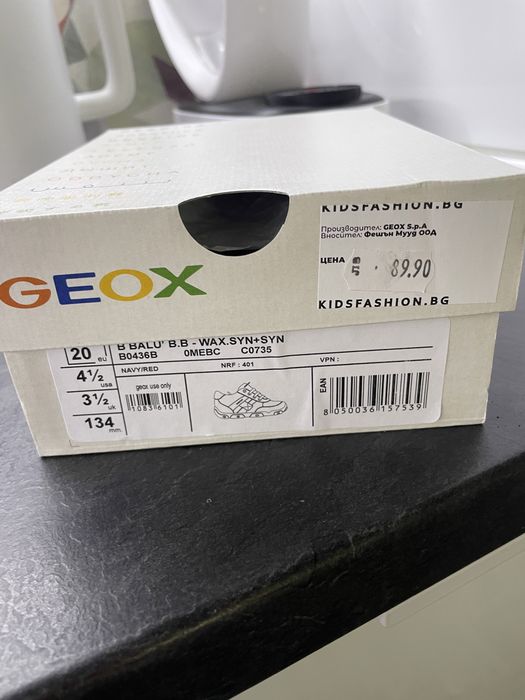 KIDSFASHION.BG
Производител: GEOX S.p.A
Вносител: Фешън Мууд ООД
ЦЕНА
89.90
KIDSFASHION.BG
GEOX
20 eu
B BALU' B.B - WAX.SYN+SYN
B0436B 0MEBC C0735
NAVY/RED NRF : 401 VPN :
4½ usa
3½ uk
134 mm
geox use only
10836101
EAN
8 050036 157539